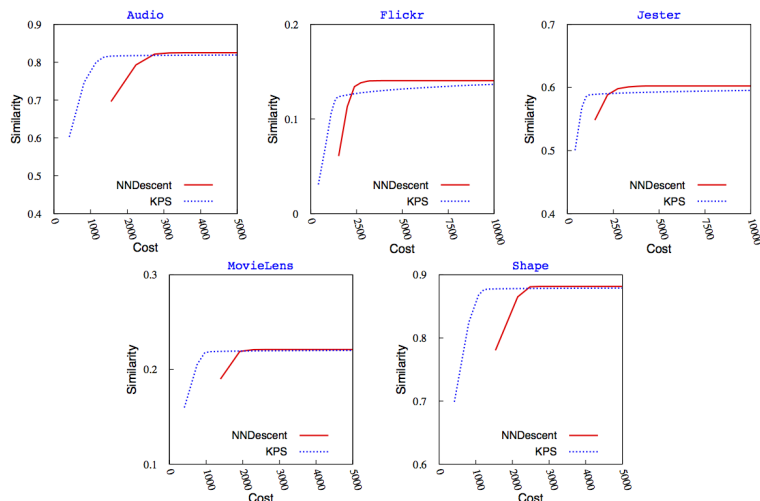 Audio
Similarity
0.9
0.8
0.7
0.6
0.5
0.4
NNDescent
KPS
0
1000
2000
3000
4000
5000
Cost
Flickr
Similarity
0.2
0.1
0
NNDescent
KPS
0
2500
5000
7500
10000
Cost
Jester
Similarity
0.7
0.6
0.5
0.4
NNDescent
KPS
0
2500
5000
7500
10000
Cost
MovieLens
Similarity
0.3
0.2
0.1
NNDescent
KPS
0
1000
2000
3000
4000
5000
Cost
Shape
Similarity
0.9
0.8
0.7
0.6
NNDescent
KPS
0
1000
2000
3000
4000
5000
Cost